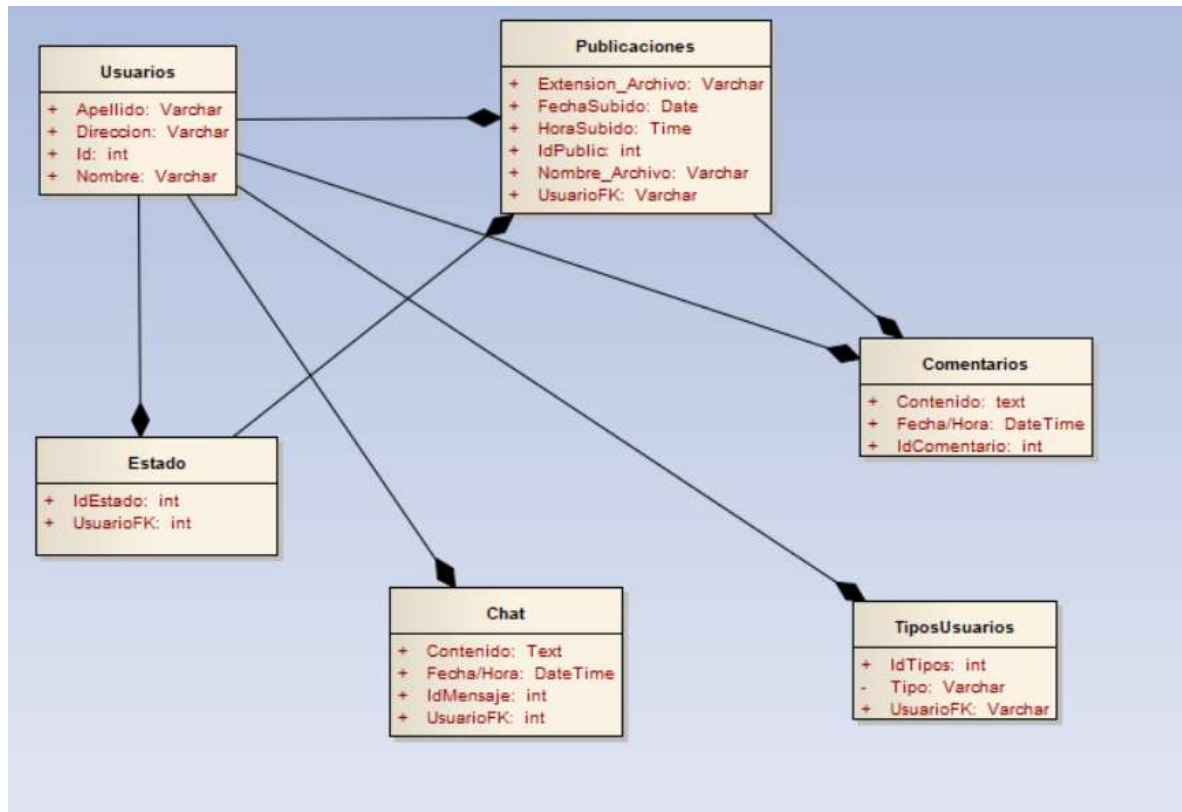 Usuarios
+ Apellido: Varchar
+ Direccion: Varchar
+ Id: int
+ Nombre: Varchar
Publicaciones
+ Extension_Archivo: Varchar
+ FechaSubido: Date
+ HoraSubido: Time
+ IdPublic: int
+ Nombre_Archivo: Varchar
+ UsuarioFK: Varchar
Comentarios
+ Contenido: text
+ Fecha/Hora: DateTime
+ IdComentario: int
Estado
+ IdEstado: int
+ UsuarioFK: int
Chat
+ Contenido: Text
+ Fecha/Hora: DateTime
+ IdMensaje: int
+ UsuarioFK: int
TiposUsuarios
+ IdTipos: int
- Tipo: Varchar
+ UsuarioFK: Varchar